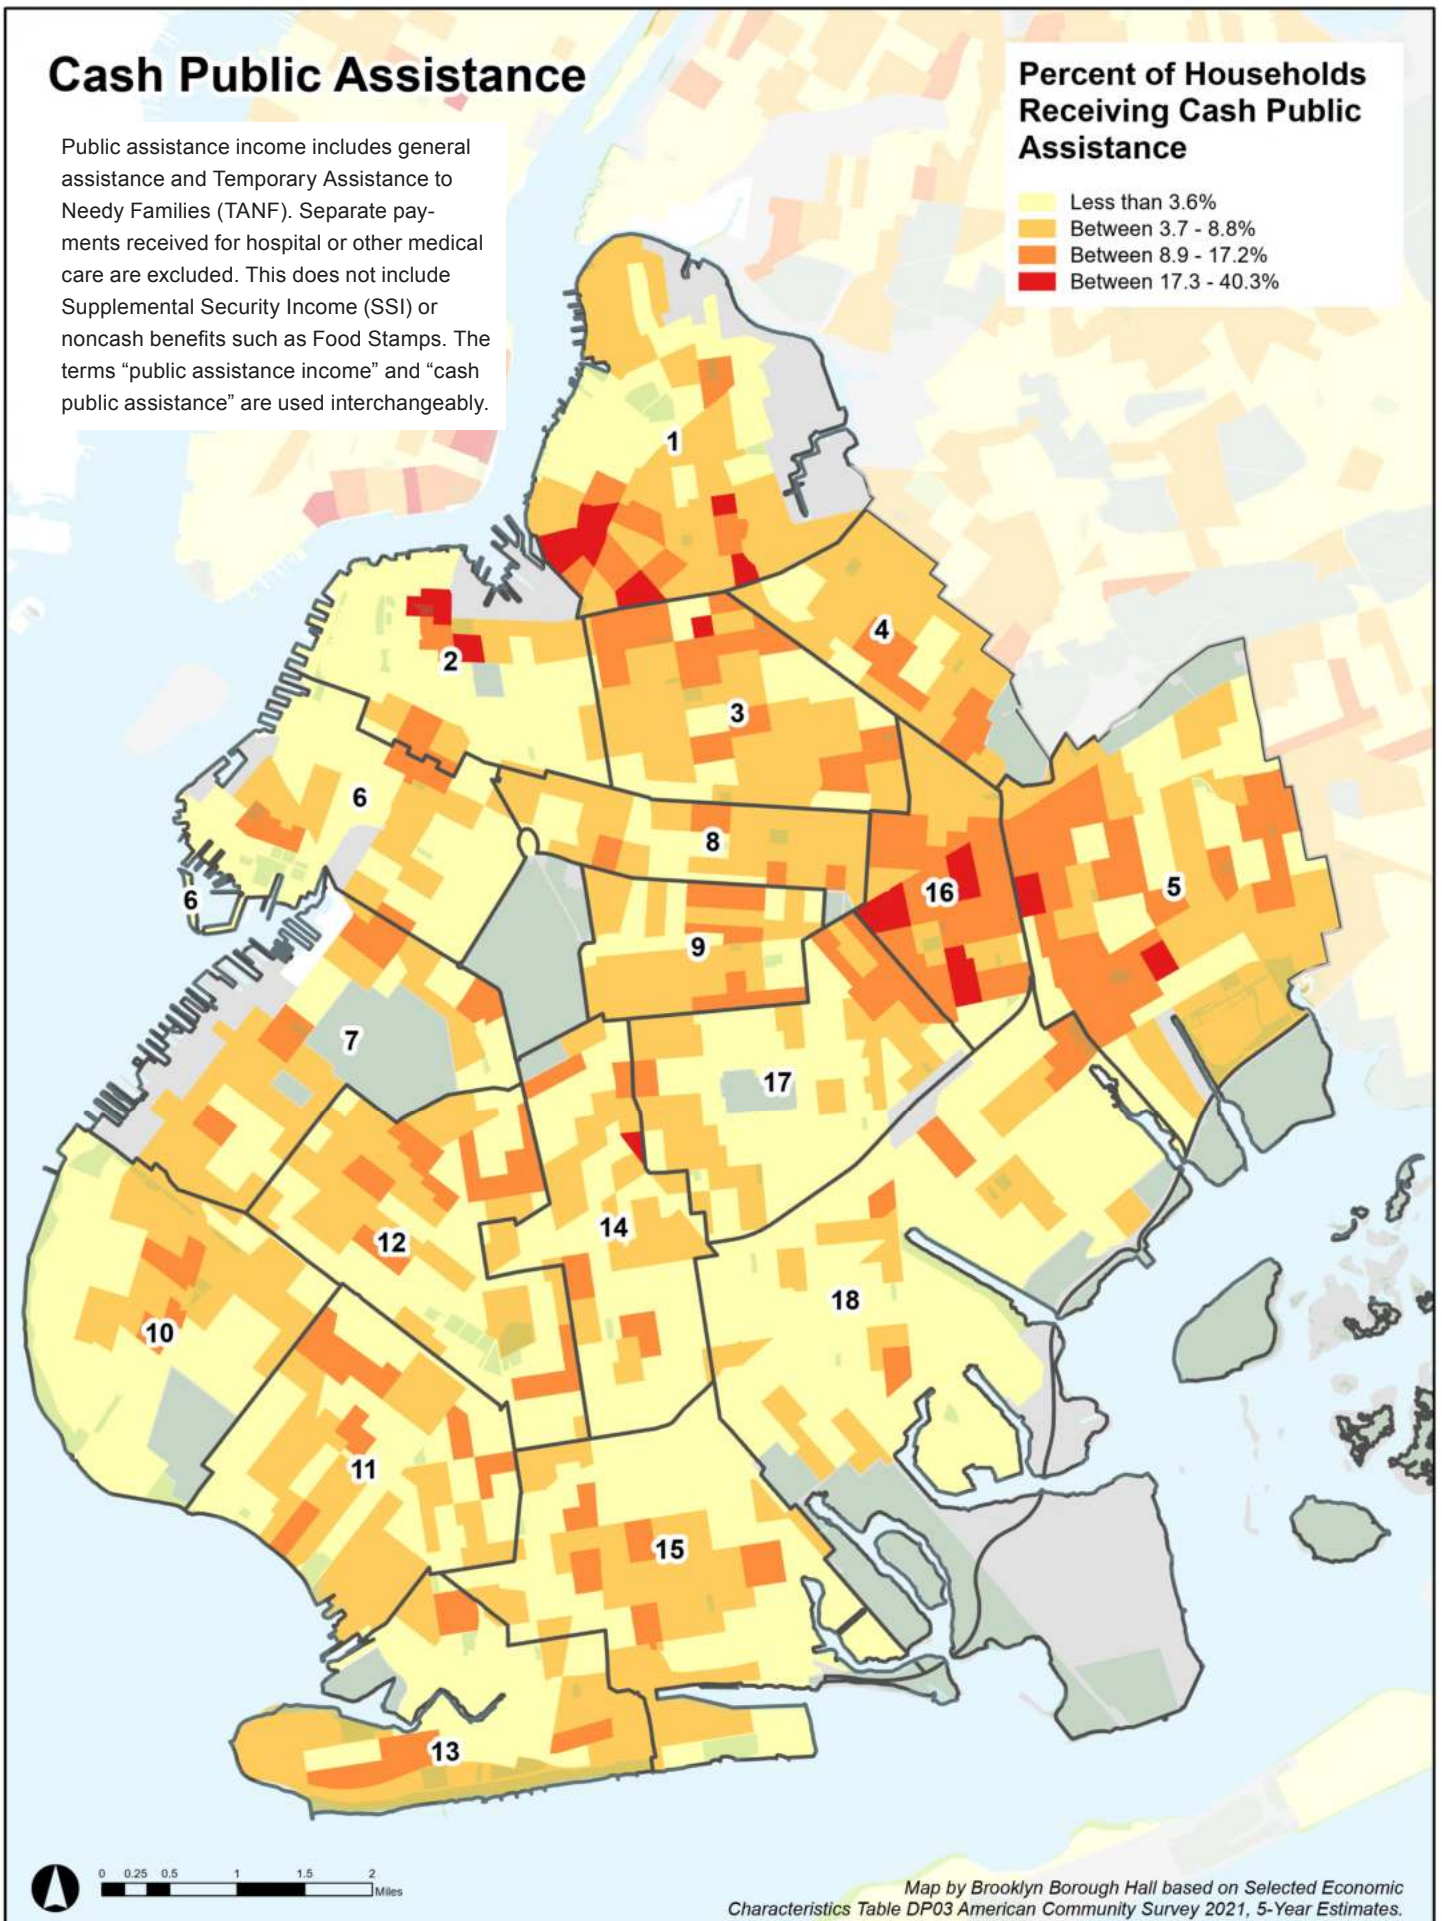 Cash Public Assistance
Public assistance income includes general
assistance and Temporary Assistance to
Needy Families (TANF). Separate pay-
ments received for hospital or other medical
care are excluded. This does not include
Supplemental Security Income (SSI) or
noncash benefits such as Food Stamps. The
terms “public assistance income” and “cash
public assistance” are used interchangeably.
Percent of Households
Receiving Cash Public
Assistance
Less than 3.6%
Between 3.7 - 8.8%
Between 8.9 - 17.2%
Between 17.3 - 40.3%
1
4
2
3
6
8
5
16
6
9
7
17
14
12
18
10
11
15
13
0 0.25 0.5 1 1.5 2
Miles
Map by Brooklyn Borough Hall based on Selected Economic
Characteristics Table DP03 American Community Survey 2021, 5-Year Estimates.